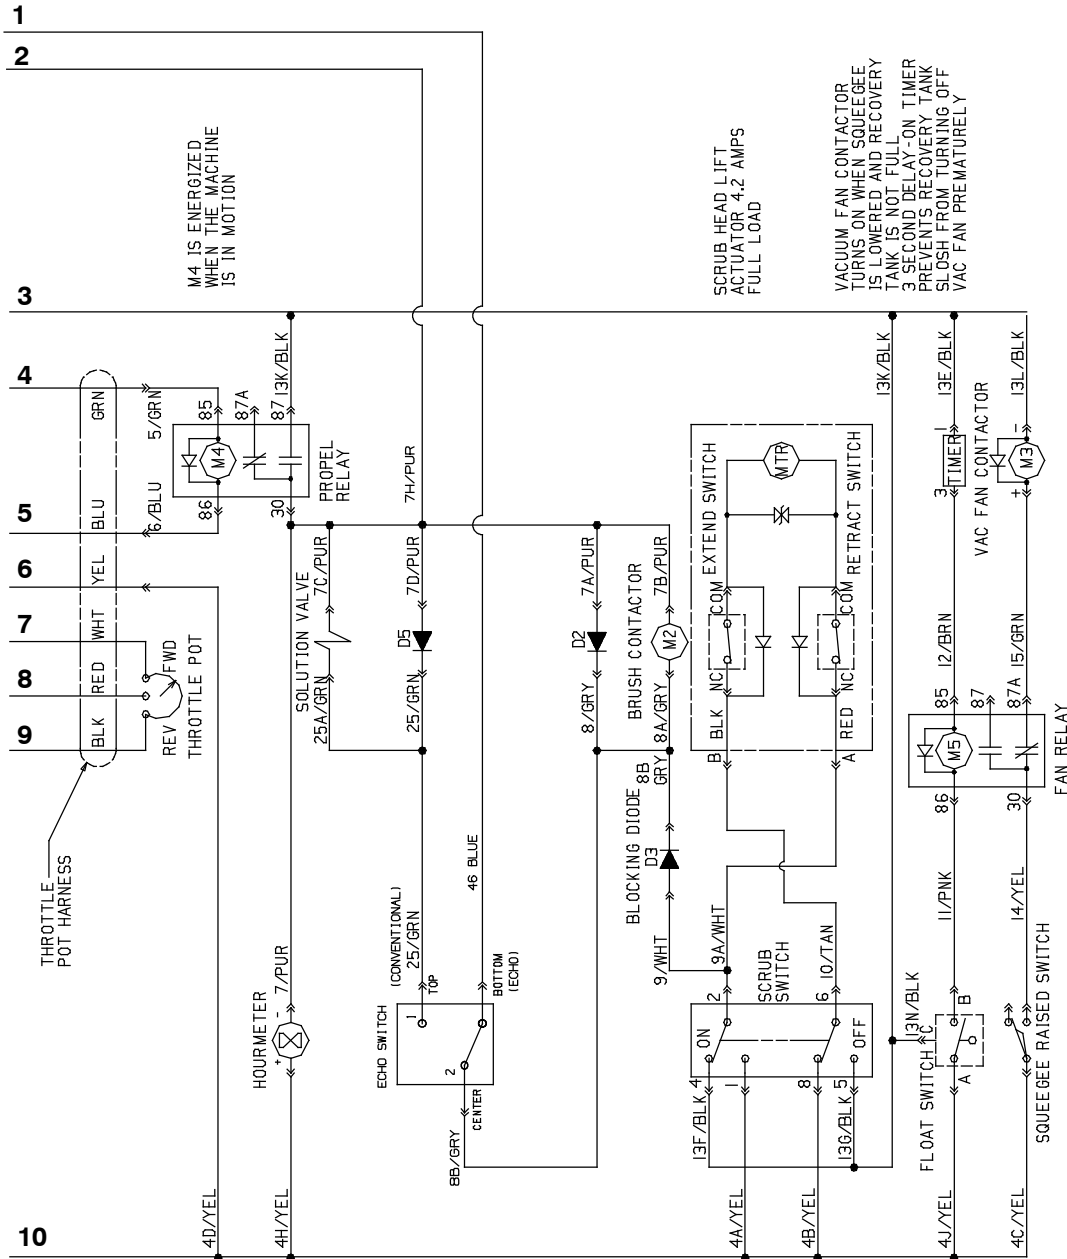 1
2
3
4
5
6
7
8
9
10
M4 IS ENERGIZED
WHEN THE MACHINE
IS IN MOTION
SCRUB HEAD LIFT
ACTUATOR 4.2 AMPS
FULL LOAD
VACUUM FAN CONTACTOR
TURNS ON WHEN SQUEEGEE
IS LOWERED AND RECOVERY
TANK IS NOT FULL
3 SECOND DELAY-ON TIMER
PREVENTS RECOVERY TANK
SLOSH FROM TURNING OFF
VAC FAN PREMATURELY
GRN
BLU
YEL
WHT
RED
BLK
5/GRN
6/BLU
85
87A
87
13K/BLK
M4
86
30
PROPEL
RELAY
FWD
REV
THROTTLE POT
THROTTLE
POT HARNESS
7H/PUR
SOLUTION VALVE
7C/PUR
25A/GRN
7D/PUR
D5
25/GRN
7A/PUR
D2
8/GRY
BRUSH CONTACTOR
7B/PUR
M2
8A/GRY
8B
GRY
BLOCKING DIODE
D3
9/WHT
9A/WHT
10/TAN
EXTEND SWITCH
RETRACT SWITCH
MTR
COM
NC
COM
NC
B
BLK
A
RED
13K/BLK
13E/BLK
13L/BLK
1
TIMER
3
VAC FAN CONTACTOR
-
M3
+
12/BRN
15/GRN
85
87
87A
M5
86
30
FAN RELAY
11/PNK
14/YEL
HOURMETER
-
+
7/PUR
(CONVENTIONAL)
25/GRN
46 BLUE
TOP
BOTTOM
(ECHO)
ECHO SWITCH
1
2
CENTER
8B/GRY
SCRUB
SWITCH
2
6
ON
OFF
4
1
8
5
13F/BLK
13G/BLK
13N/BLK
C
B
A
FLOAT SWITCH
SQUEEGEE RAISED SWITCH
4D/YEL
4H/YEL
4A/YEL
4B/YEL
4J/YEL
4C/YEL